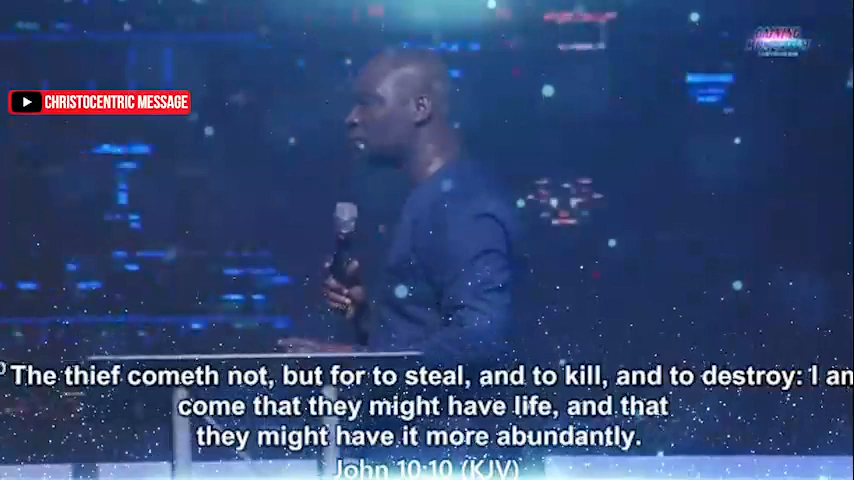 CHRISTOCENTRIC MESSAGE
The thief cometh not, but for to steal, and to kill, and to destroy: I am
come that they might have life, and that
they might have it more abundantly.
John 10:10 (KJV)